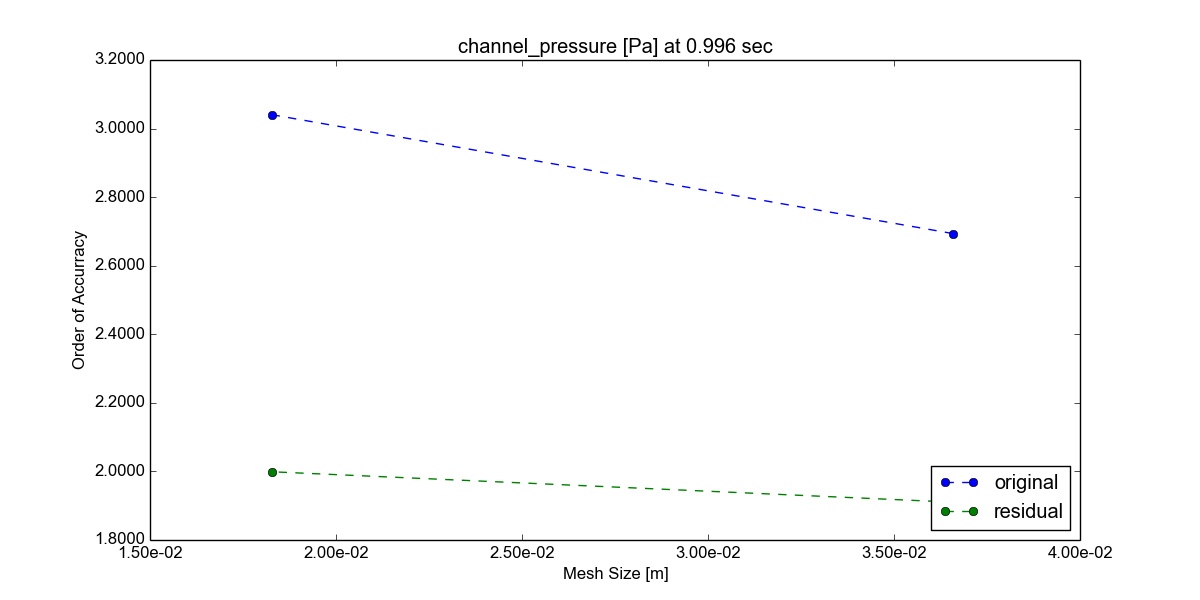 channel_pressure [Pa] at 0.996 sec
3.2000
3.0000
2.8000
2.6000
2.4000
2.2000
2.0000
1.8000
Order of Accurracy
original
residual
1.50e-02 2.00e-02 2.50e-02 3.00e-02 3.50e-02 4.00e-02
Mesh Size [m]